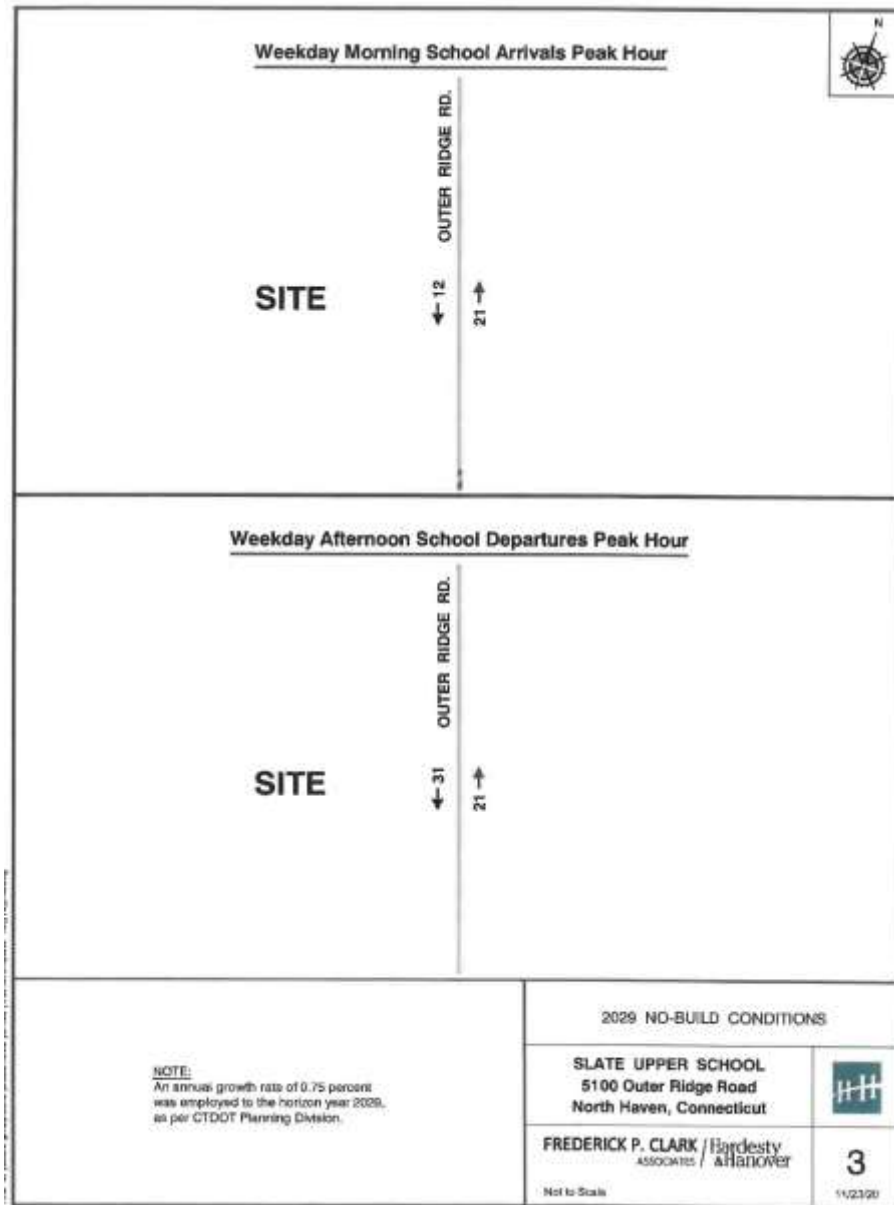 N
Weekday Morning School Arrivals Peak Hour
OUTER RIDGE RD.
SITE
12
21
Weekday Afternoon School Departures Peak Hour
OUTER RIDGE RD.
SITE
31
21
NOTE:
An annual growth rate of 0.75 percent
was employed to the horizon year 2029,
as per CTDOT Planning Division.
2029 NO-BUILD CONDITIONS
SLATE UPPER SCHOOL
5100 Outer Ridge Road
North Haven, Connecticut
FREDERICK P. CLARK / Hardesty
ASSOCIATES & Hanover
Not to Scale
3
11/23/20